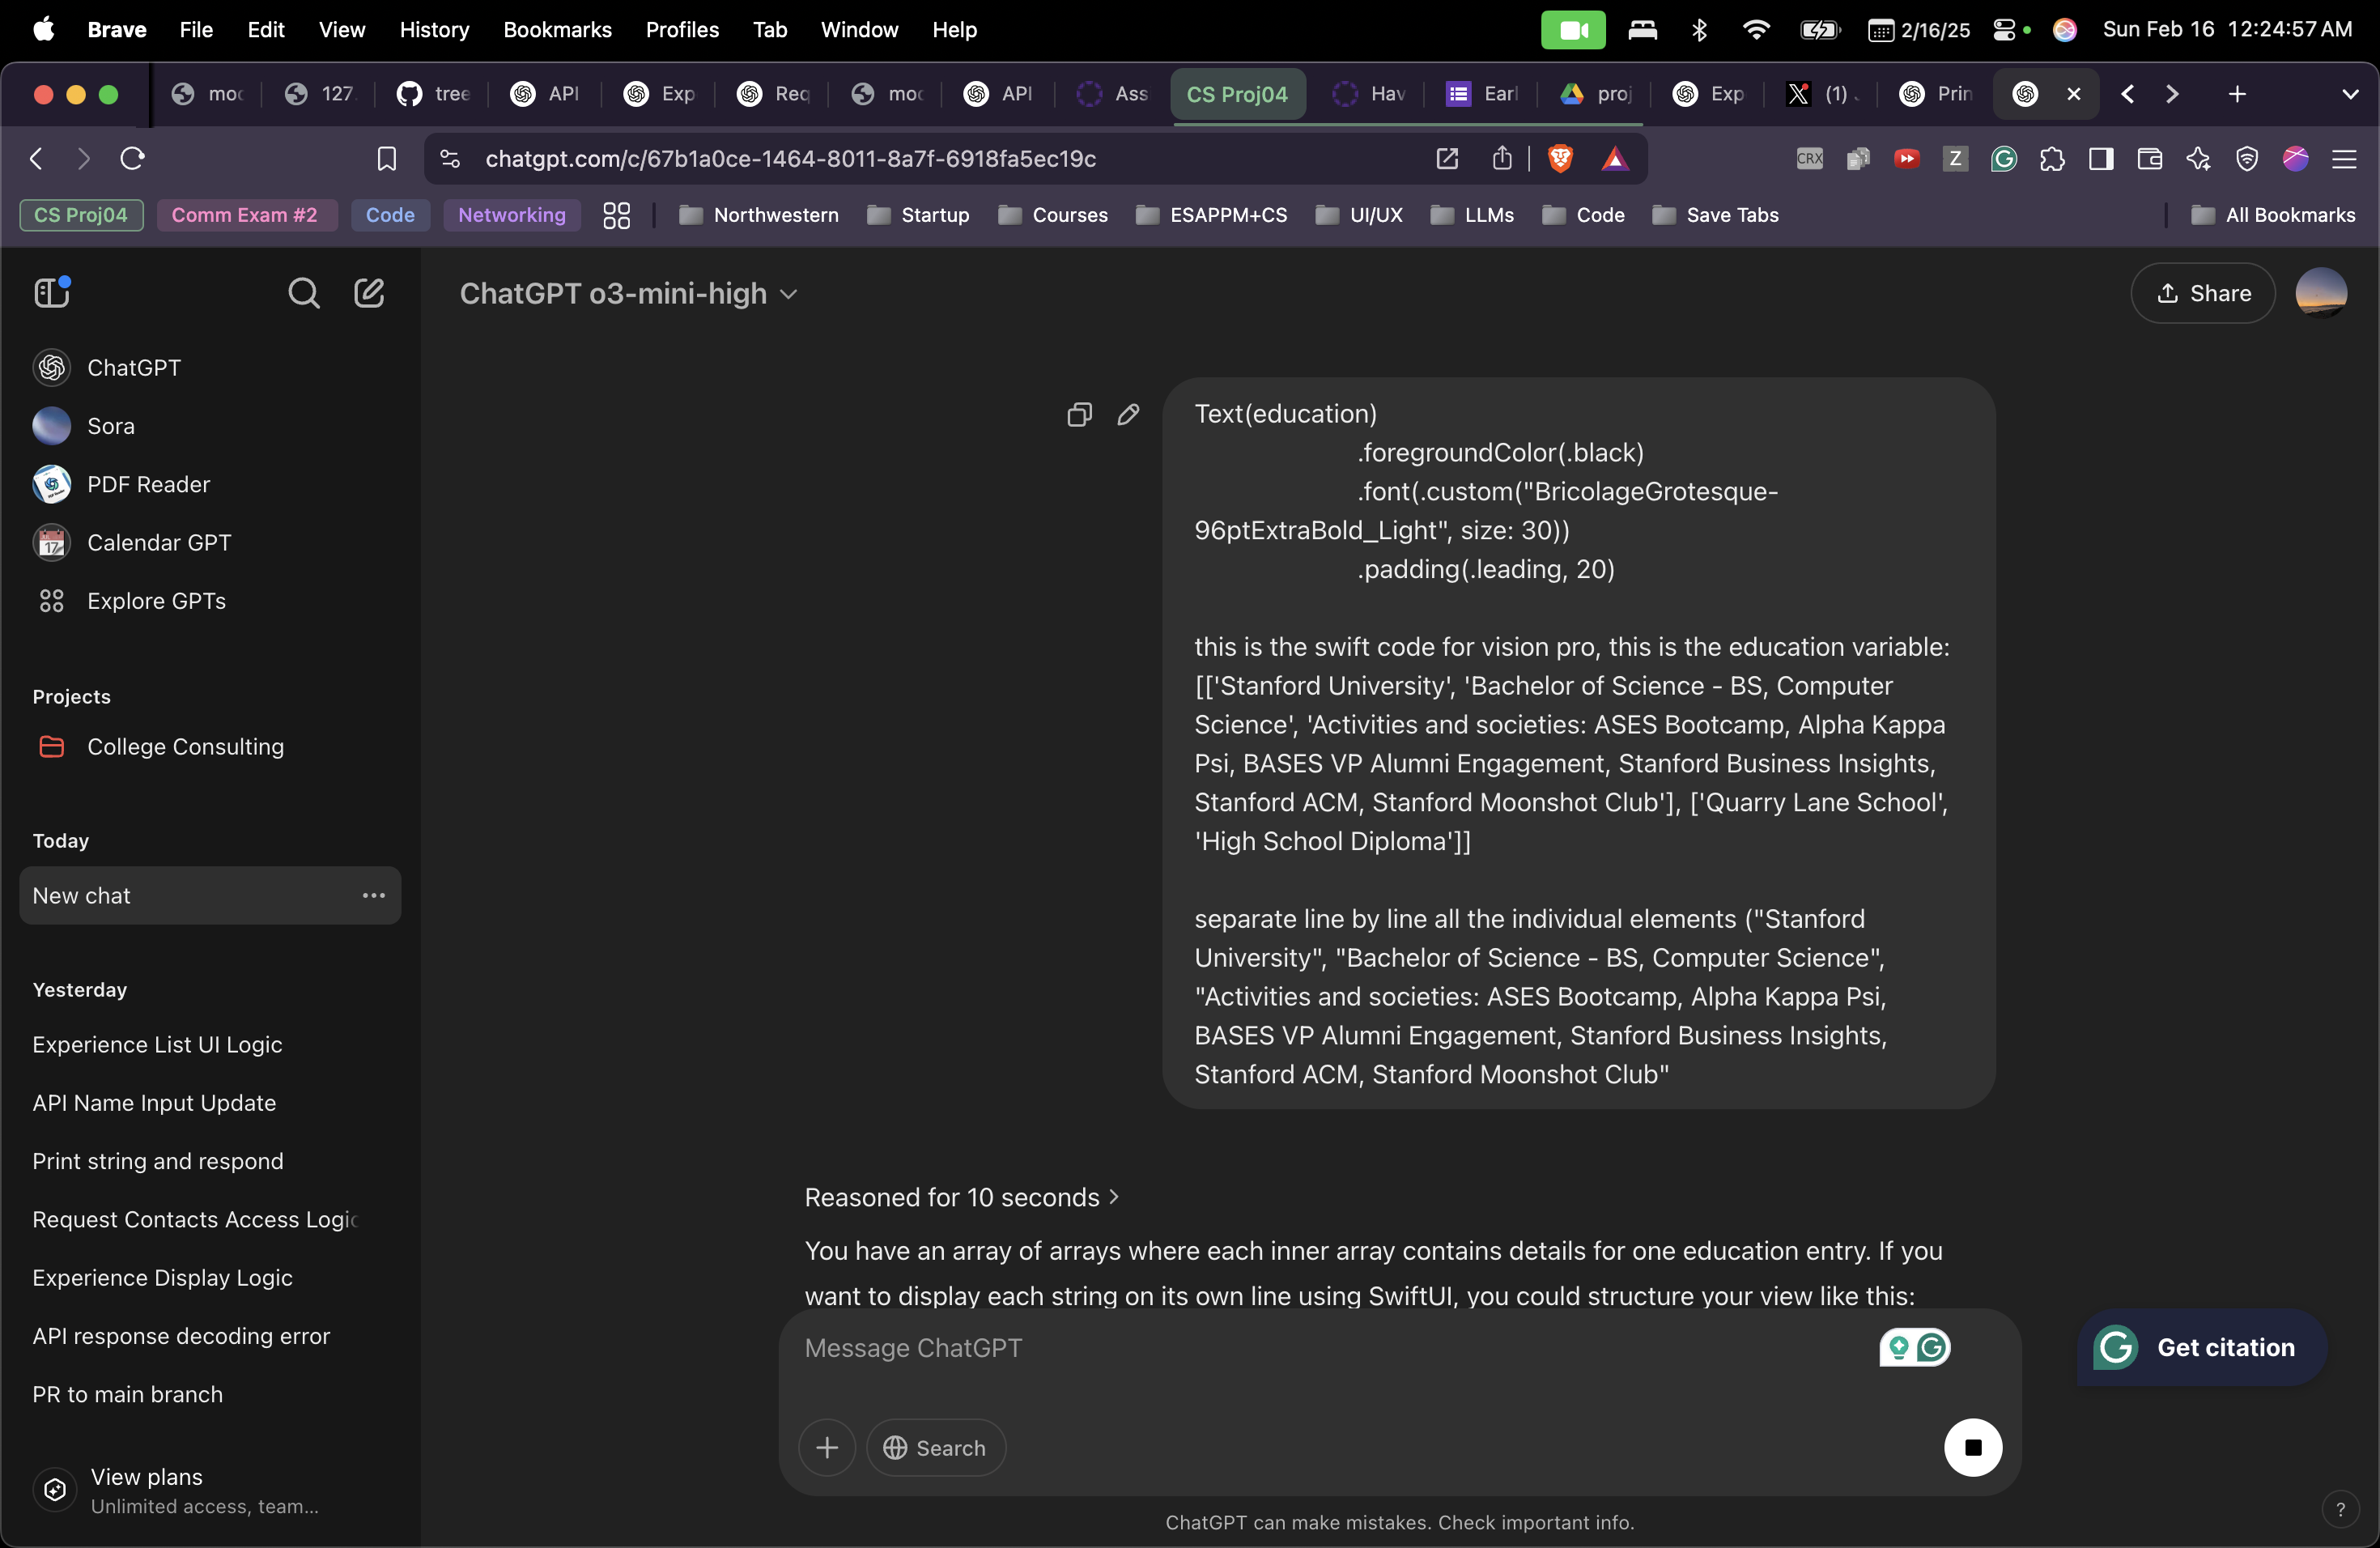 Brave File Edit View History Bookmarks Profiles Tab Window Help 2/16/25 Sun Feb 16 12:24:57 AM
moc 127. tree API Exp Req moc API Ass CS Proj04 Hav Earl proj Exp (1) Prin
chatgpt.com/c/67b1a0ce-1464-8011-8a7f-6918fa5ec19c CRX Z
CS Proj04 Comm Exam #2 Code Networking Northwestern Startup Courses ESAPPM+CS UI/UX LLMs Code Save Tabs All Bookmarks
ChatGPT o3-mini-high
Share
ChatGPT
Sora
PDF Reader
Calendar GPT
17
Explore GPTs
Projects
College Consulting
Today
New chat
Yesterday
Experience List UI Logic
API Name Input Update
Print string and respond
Request Contacts Access Logic
Experience Display Logic
API response decoding error
PR to main branch
View plans
Unlimited access, team...
Text(education)
.foregroundColor(.black)
.font(.custom("BricolageGrotesque-
96ptExtraBold_Light", size: 30))
.padding(.leading, 20)
this is the swift code for vision pro, this is the education variable:
[['Stanford University', 'Bachelor of Science - BS, Computer
Science', 'Activities and societies: ASES Bootcamp, Alpha Kappa
Psi, BASES VP Alumni Engagement, Stanford Business Insights,
Stanford ACM, Stanford Moonshot Club'], ['Quarry Lane School',
'High School Diploma']]
separate line by line all the individual elements ("Stanford
University", "Bachelor of Science - BS, Computer Science",
"Activities and societies: ASES Bootcamp, Alpha Kappa Psi,
BASES VP Alumni Engagement, Stanford Business Insights,
Stanford ACM, Stanford Moonshot Club"
Reasoned for 10 seconds
You have an array of arrays where each inner array contains details for one education entry. If you
want to display each string on its own line using SwiftUI, you could structure your view like this:
Message ChatGPT
Get citation
Search
ChatGPT can make mistakes. Check important info.
?